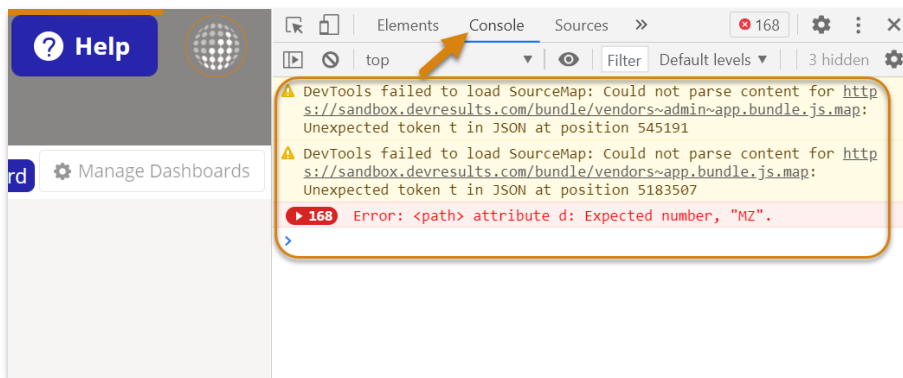 Help
rd
Manage Dashboards
Elements Console Sources » 168
top Filter Default levels ▼ 3 hidden
DevTools failed to load SourceMap: Could not parse content for http
s://sandbox.devresults.com/bundle/vendors~admin~app.bundle.js.map:
Unexpected token t in JSON at position 545191
DevTools failed to load SourceMap: Could not parse content for http
s://sandbox.devresults.com/bundle/vendors~app.bundle.js.map:
Unexpected token t in JSON at position 5183507
168 Error: <path> attribute d: Expected number, "MZ".
>